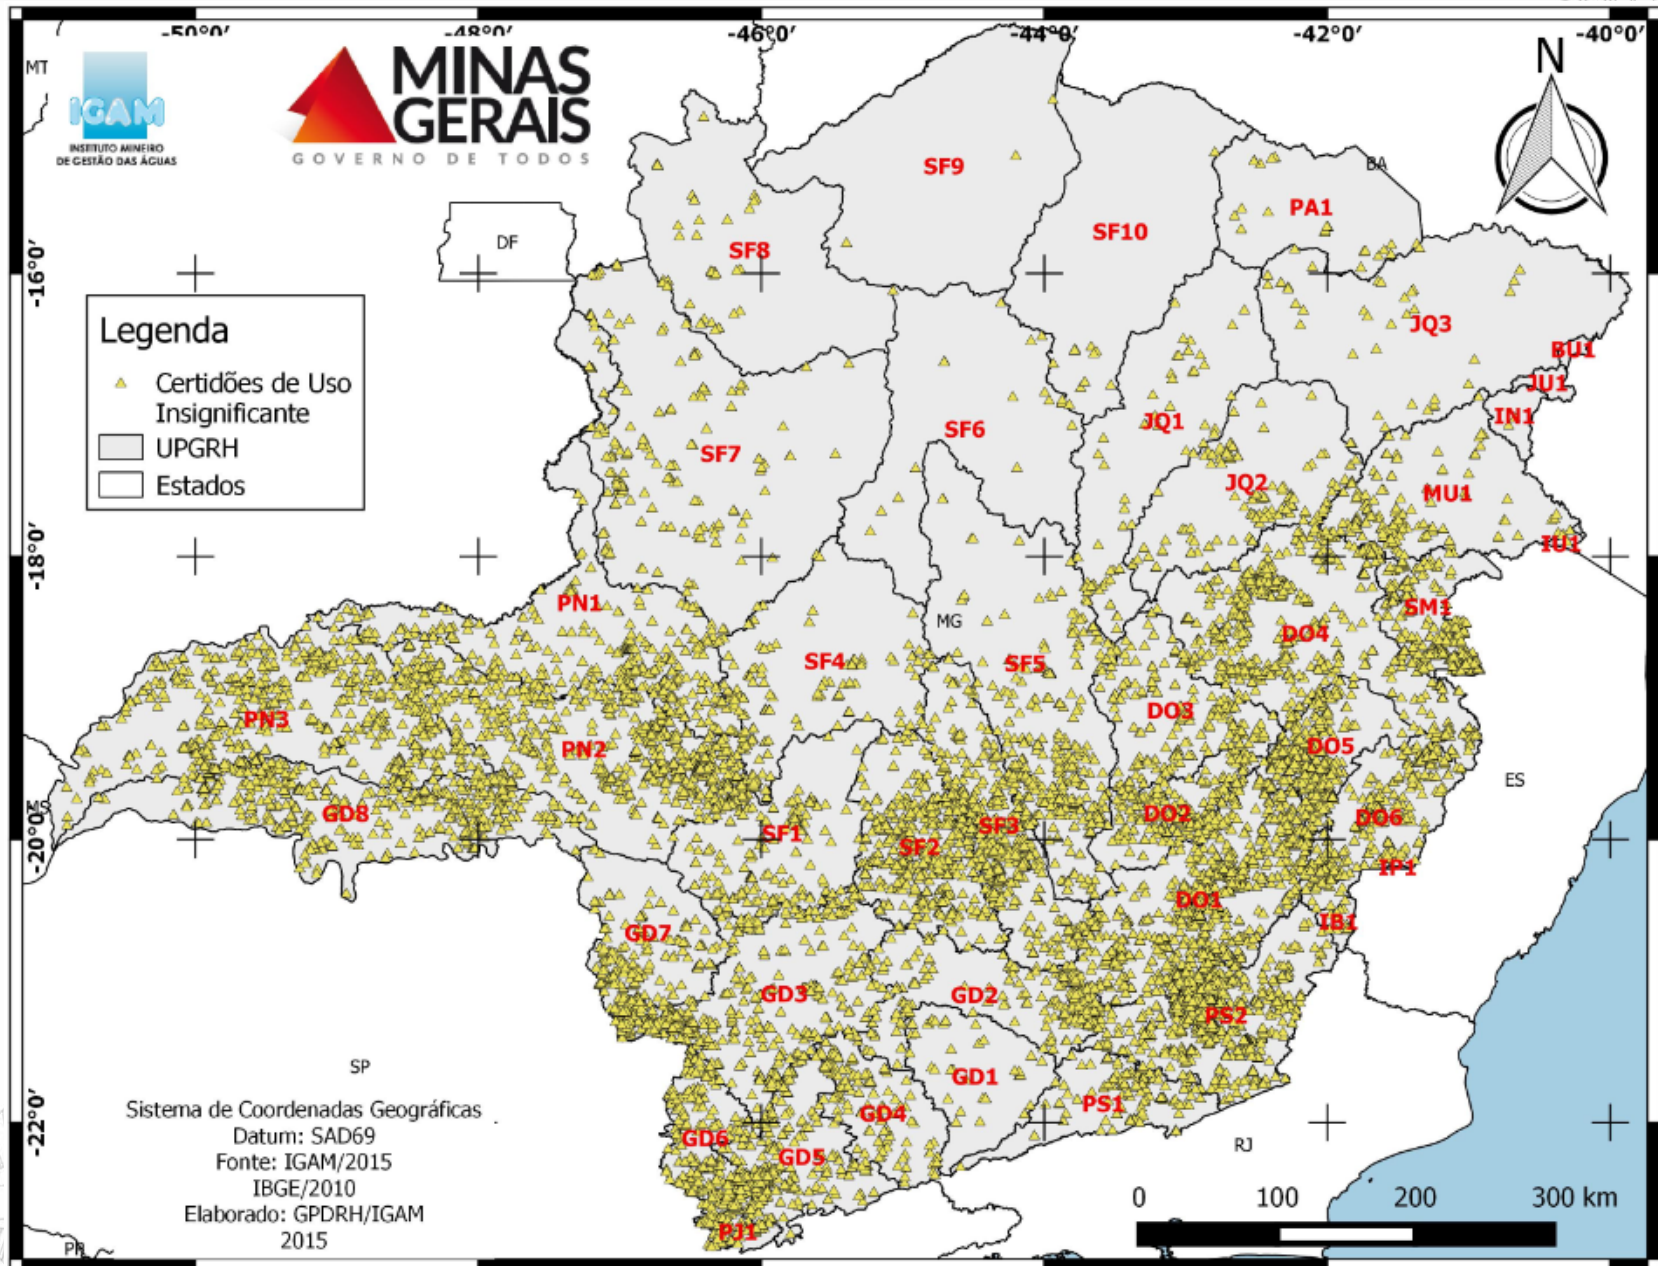 -50°0′
-48°0′
-46°0′
-44°0′
-42°0′
-40°0′
MT
IGAM
INSTITUTO MINEIRO
DE GESTÃO DAS ÁGUAS
MINAS
GERAIS
GOVERNO DE TODOS
N
BA
SF9
PA1
SF10
DF
SF8
-16°0′
Legenda
Certidões de Uso
Insignificante
UPGRH
Estados
JQ3
BU1
JU1
IN1
JQ1
SF6
SF7
JQ2
MU1
IU1
-18°0′
PN1
SM1
MG
DO4
SF4
SF5
DO3
PN3
PN2
DO5
ES
MS
GD8
DO2
DO6
SF3
SF1
SF2
-20°0′
IP1
DO1
IB1
GD7
GD3
GD2
PS2
SP
GD1
PS1
GD4
GD6
GD5
RJ
-22°0′
Sistema de Coordenadas Geográficas
Datum: SAD69
Fonte: IGAM/2015
IBGE/2010
Elaborado: GPDRH/IGAM
2015
0 100 200 300 km
PJ1
PR